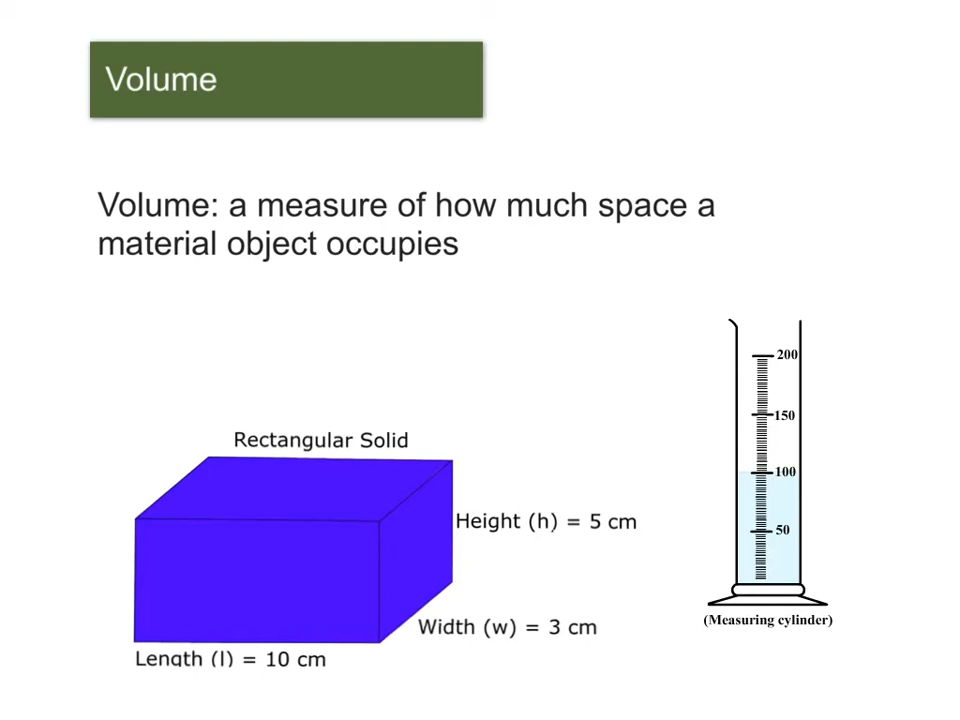 Volume
Volume: a measure of how much space a
material object occupies
Rectangular Solid
Height (h) = 5 cm
Width (w) = 3 cm
Length (l) = 10 cm
200
150
100
50
(Measuring cylinder)